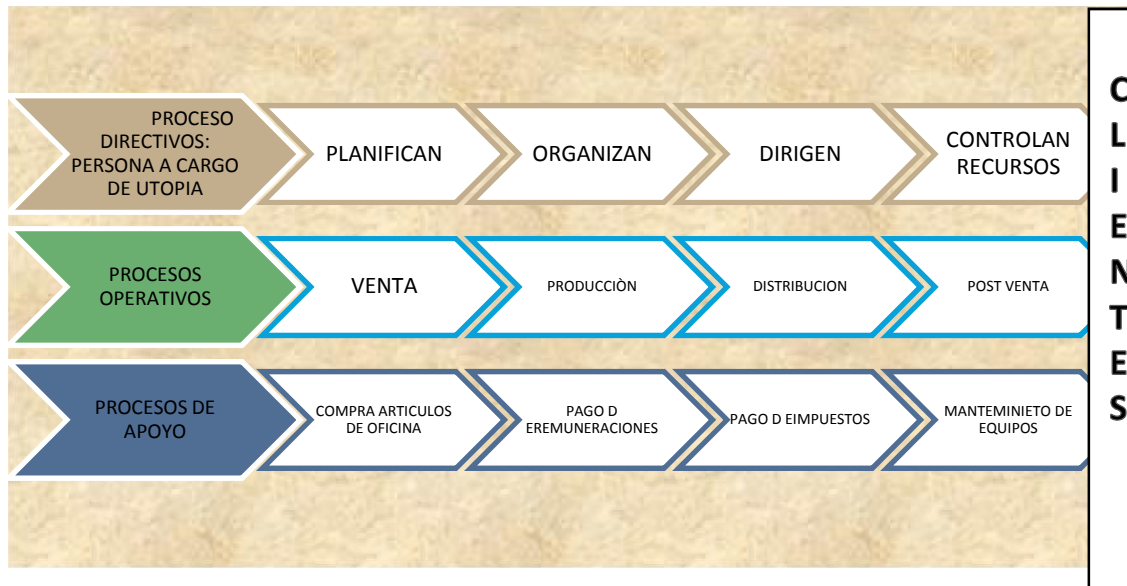 PROCESO
DIRECTIVOS:
PERSONA A CARGO
DE UTOPIA
PLANIFICAN
ORGANIZAN
DIRIGEN
CONTROLAN
RECURSOS
PROCESOS
OPERATIVOS
VENTA
PRODUCCIÒN
DISTRIBUCION
POST VENTA
PROCESOS DE
APOYO
COMPRA ARTICULOS
DE OFICINA
PAGO D
EREMUNERACIONES
PAGO D EIMPUESTOS
MANTEMINIETO DE
EQUIPOS
C
L
I
E
N
T
E
S